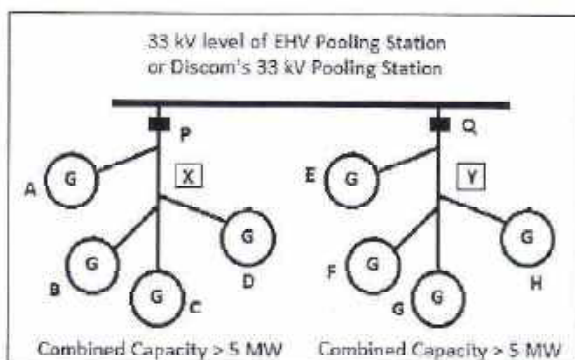 33 kV level of EHV Pooling Station
or Discom's 33 kV Pooling Station
P
Q
A
G
X
E
G
Y
G
G
G
G
B
D
F
H
G
C
G
G
Combined Capacity > 5 MW
Combined Capacity > 5 MW